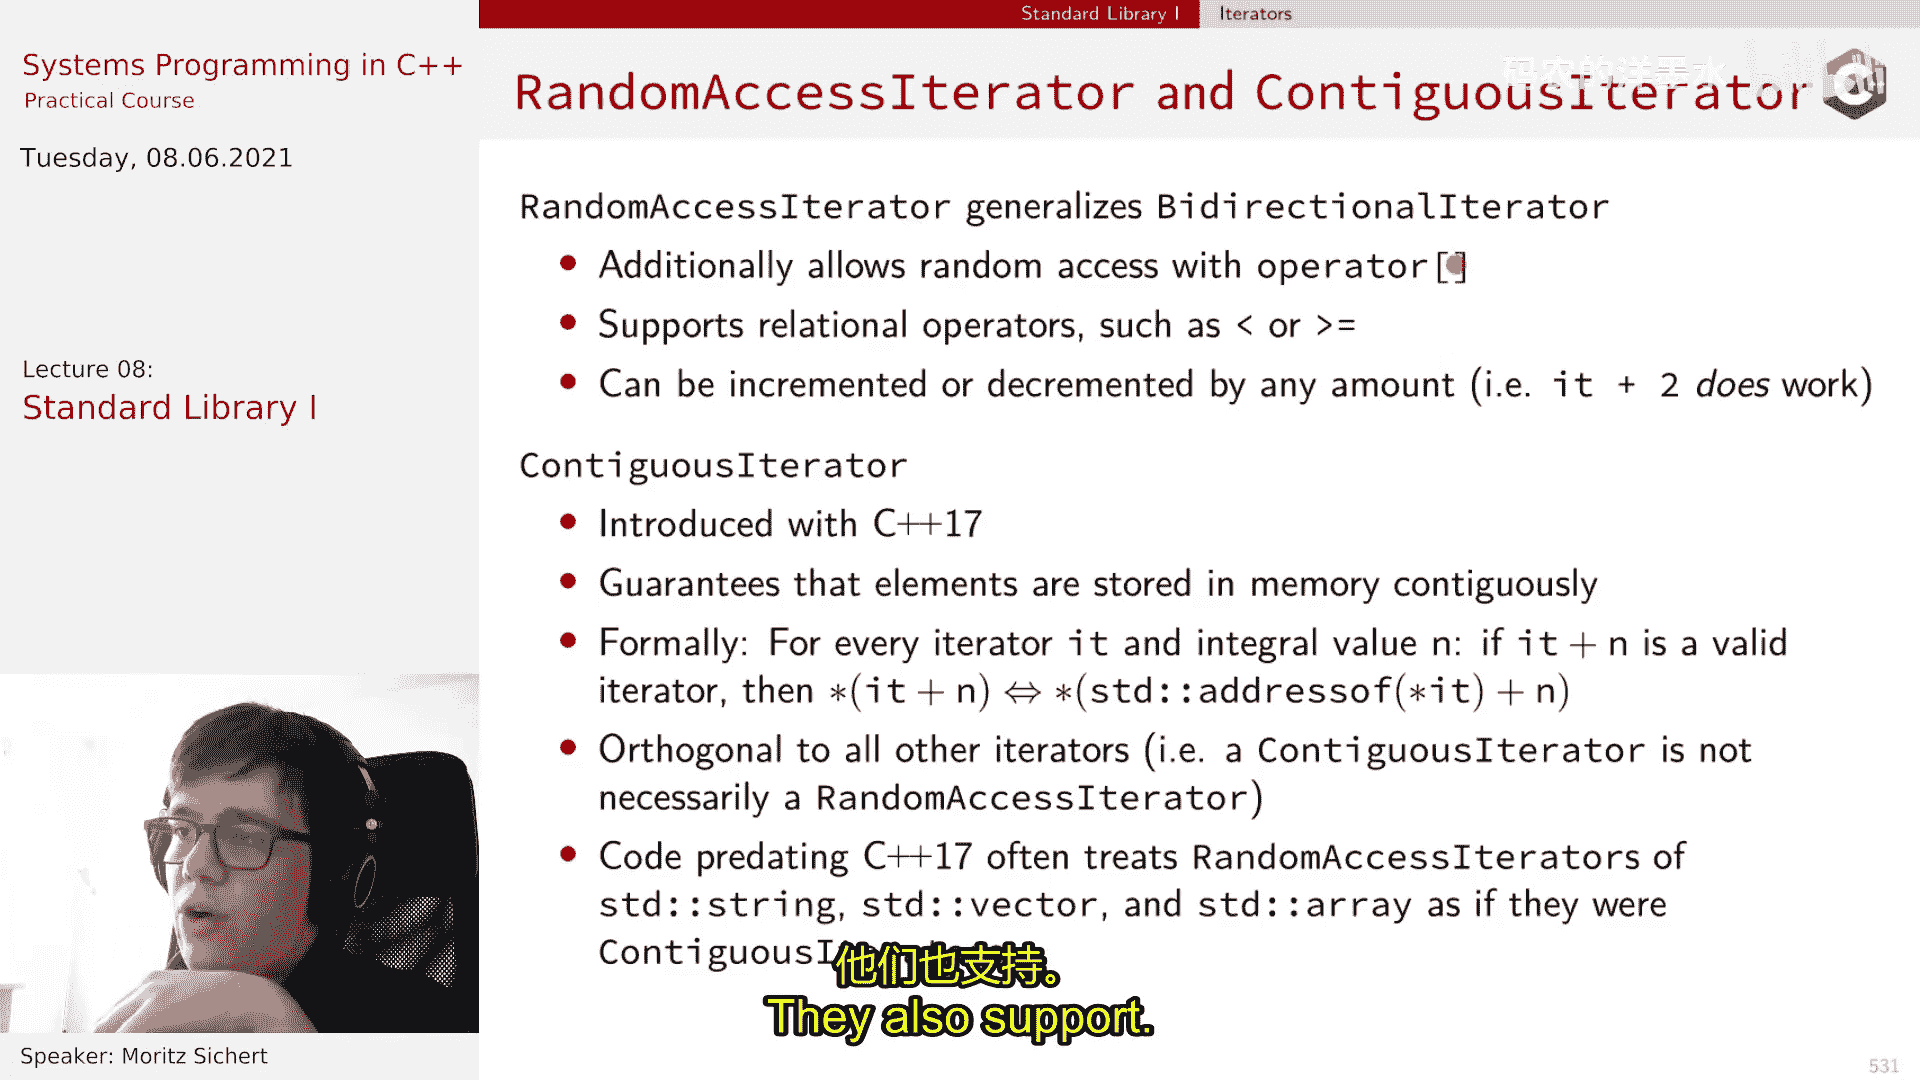 Standard Library I
Iterators
Systems Programming in C++
Practical Course
Tuesday, 08.06.2021
Lecture 08:
Standard Library I
Speaker: Moritz Sichert
RandomAccessIterator and ContiguousIterator
码农的洋墨水
RandomAccessIterator generalizes BidirectionalIterator
• Additionally allows random access with operator[]
• Supports relational operators, such as < or >=
• Can be incremented or decremented by any amount (i.e. it + 2 does work)
ContiguousIterator
• Introduced with C++17
• Guarantees that elements are stored in memory contiguously
• Formally: For every iterator it and integral value n: if it + n is a valid
iterator, then *(it + n) ⇔ *(std::addressof(*it) + n)
• Orthogonal to all other iterators (i.e. a ContiguousIterator is not
necessarily a RandomAccessIterator)
• Code predating C++17 often treats RandomAccessIterators of
std::string, std::vector, and std::array as if they were
他们也支持。
They also support.
531